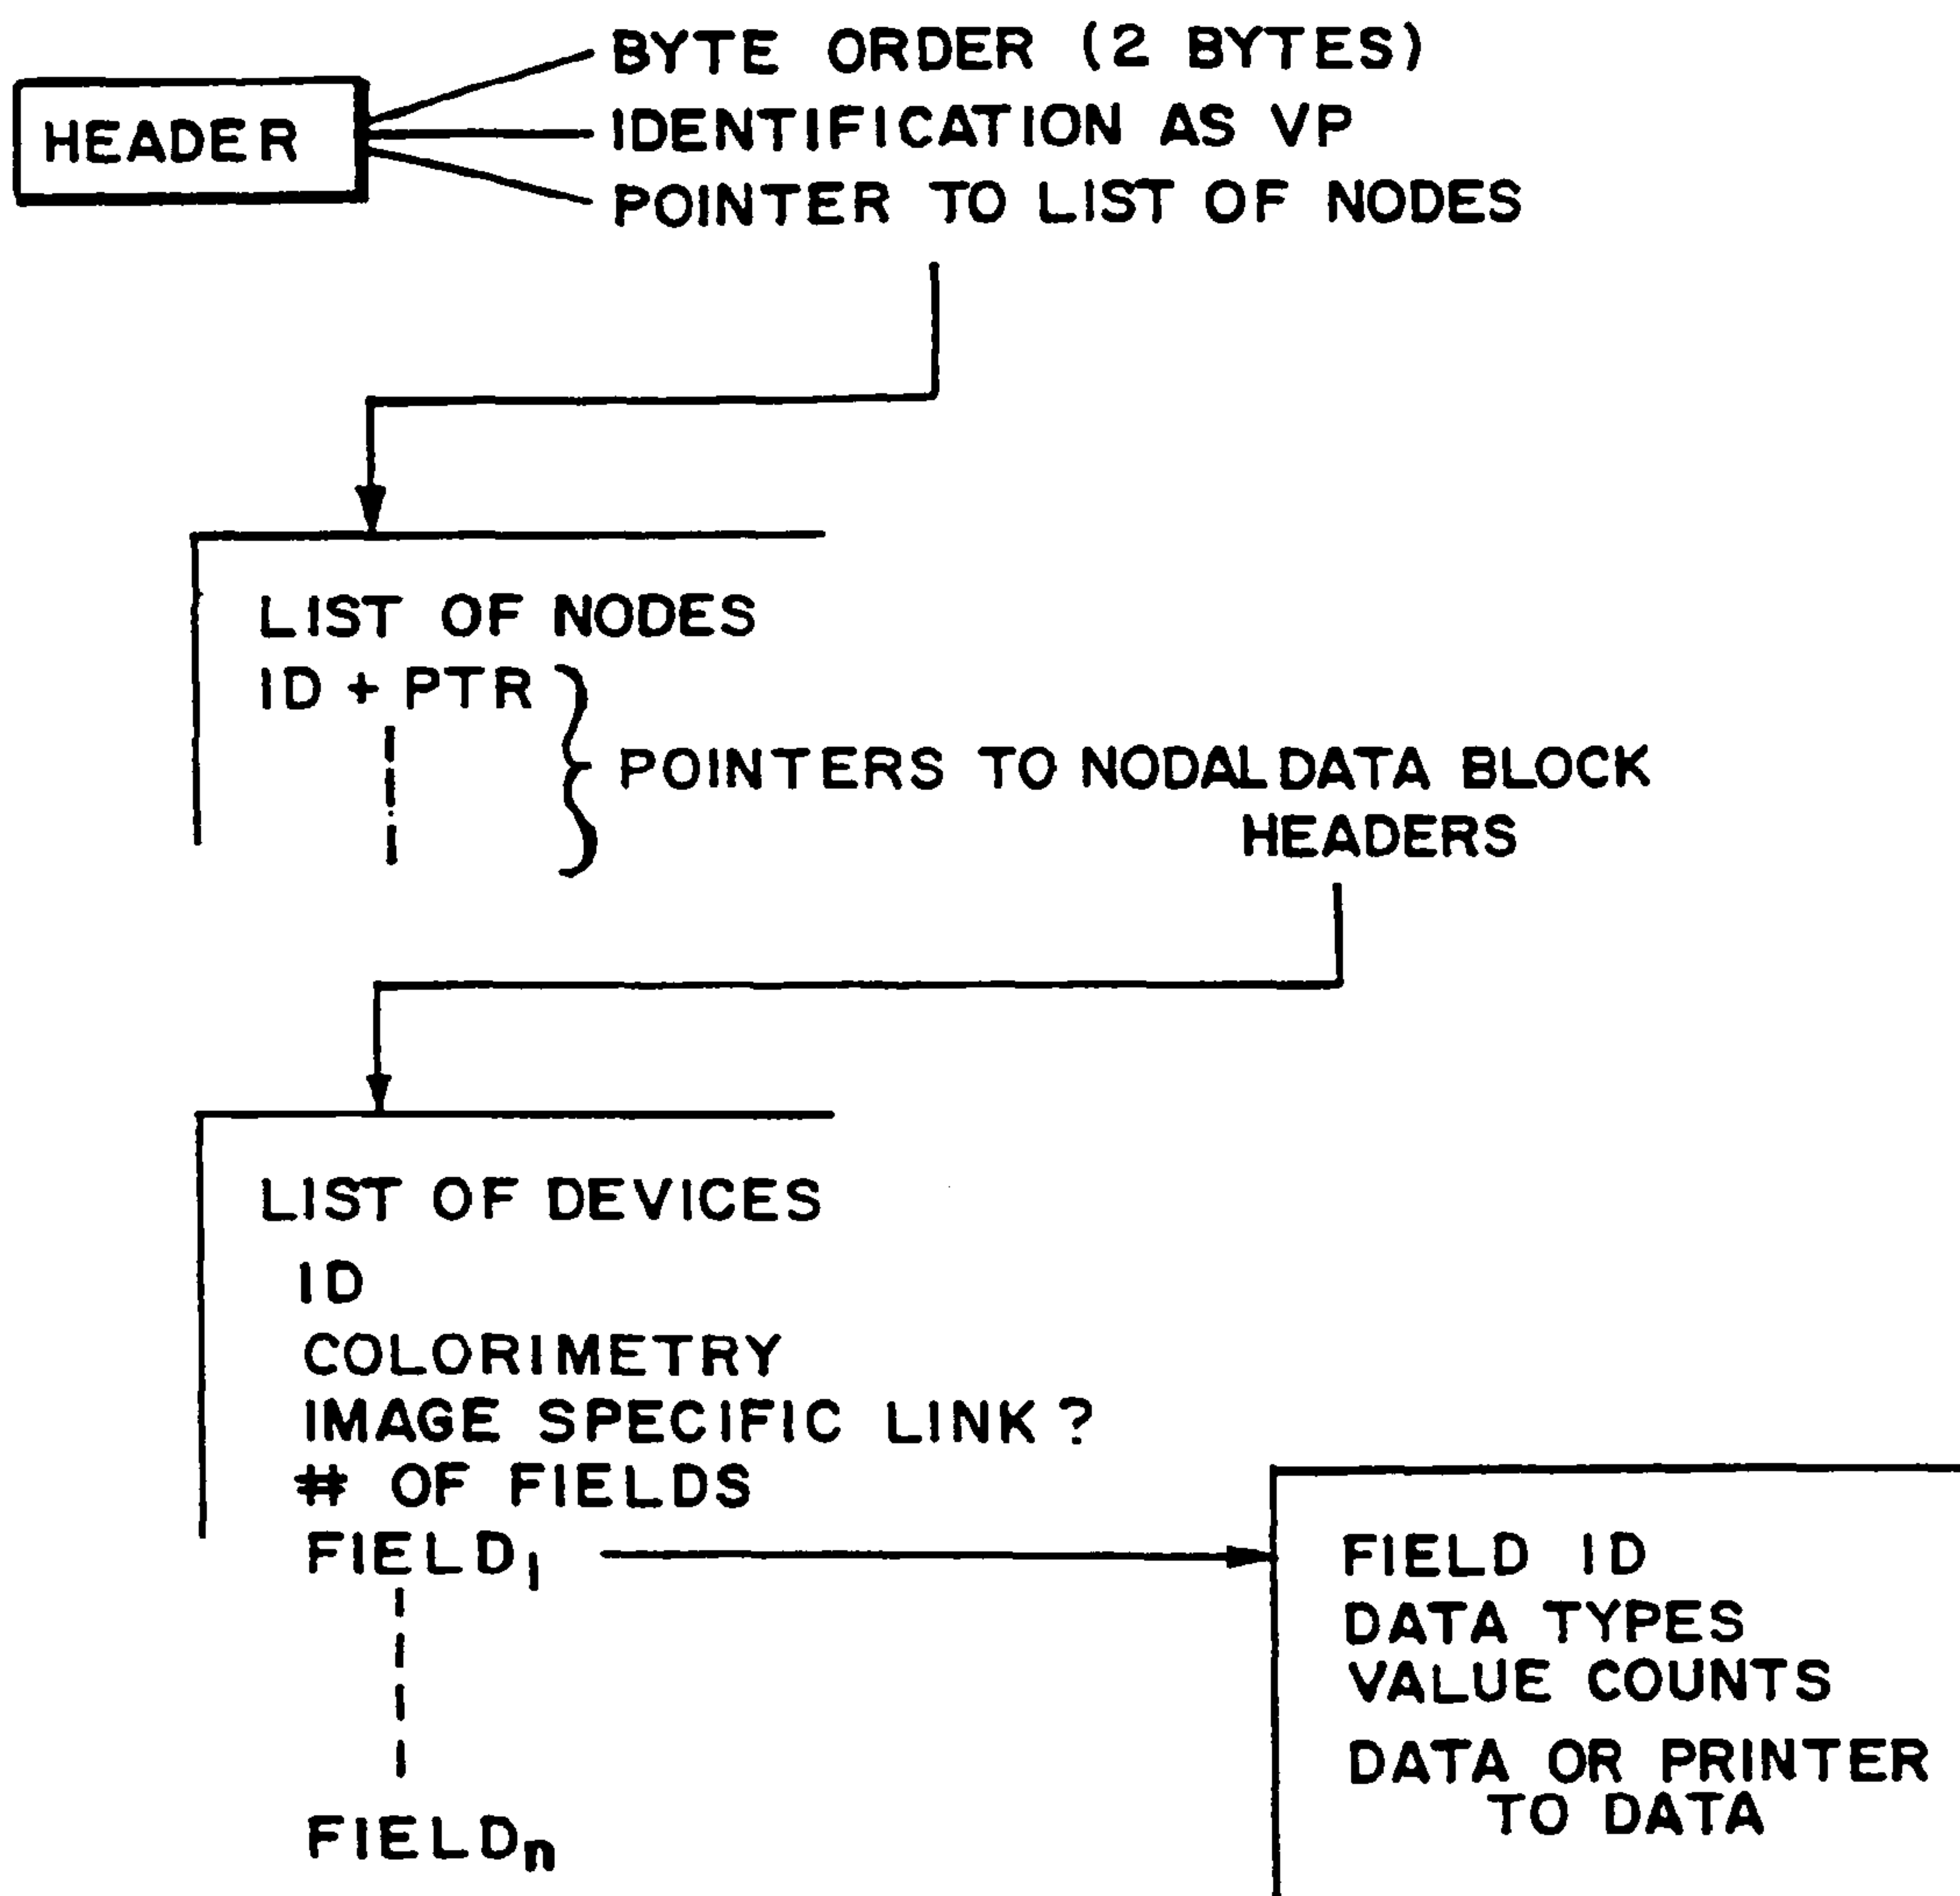 HEADER
BYTE ORDER (2 BYTES)
IDENTIFICATION AS VP
POINTER TO LIST OF NODES
LIST OF NODES
ID + PTR
POINTERS TO NODAL DATA BLOCK
HEADERS
LIST OF DEVICES
ID
COLORIMETRY
IMAGE SPECIFIC LINK ?
# OF FIELDS
FIELD1
FIELDn
FIELD ID
DATA TYPES
VALUE COUNTS
DATA OR PRINTER
TO DATA